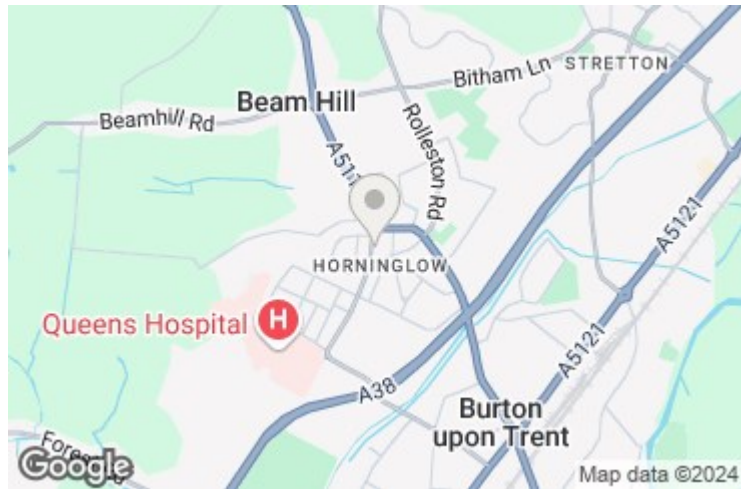 STRETTON
Bitham Ln
Beam Hill
Beamhill Rd
Rolleston Rd
A511
A5121
HORNINGLOW
Queens Hospital
H
A5121
A38
Burton
upon Trent
Google
Map data ©2024